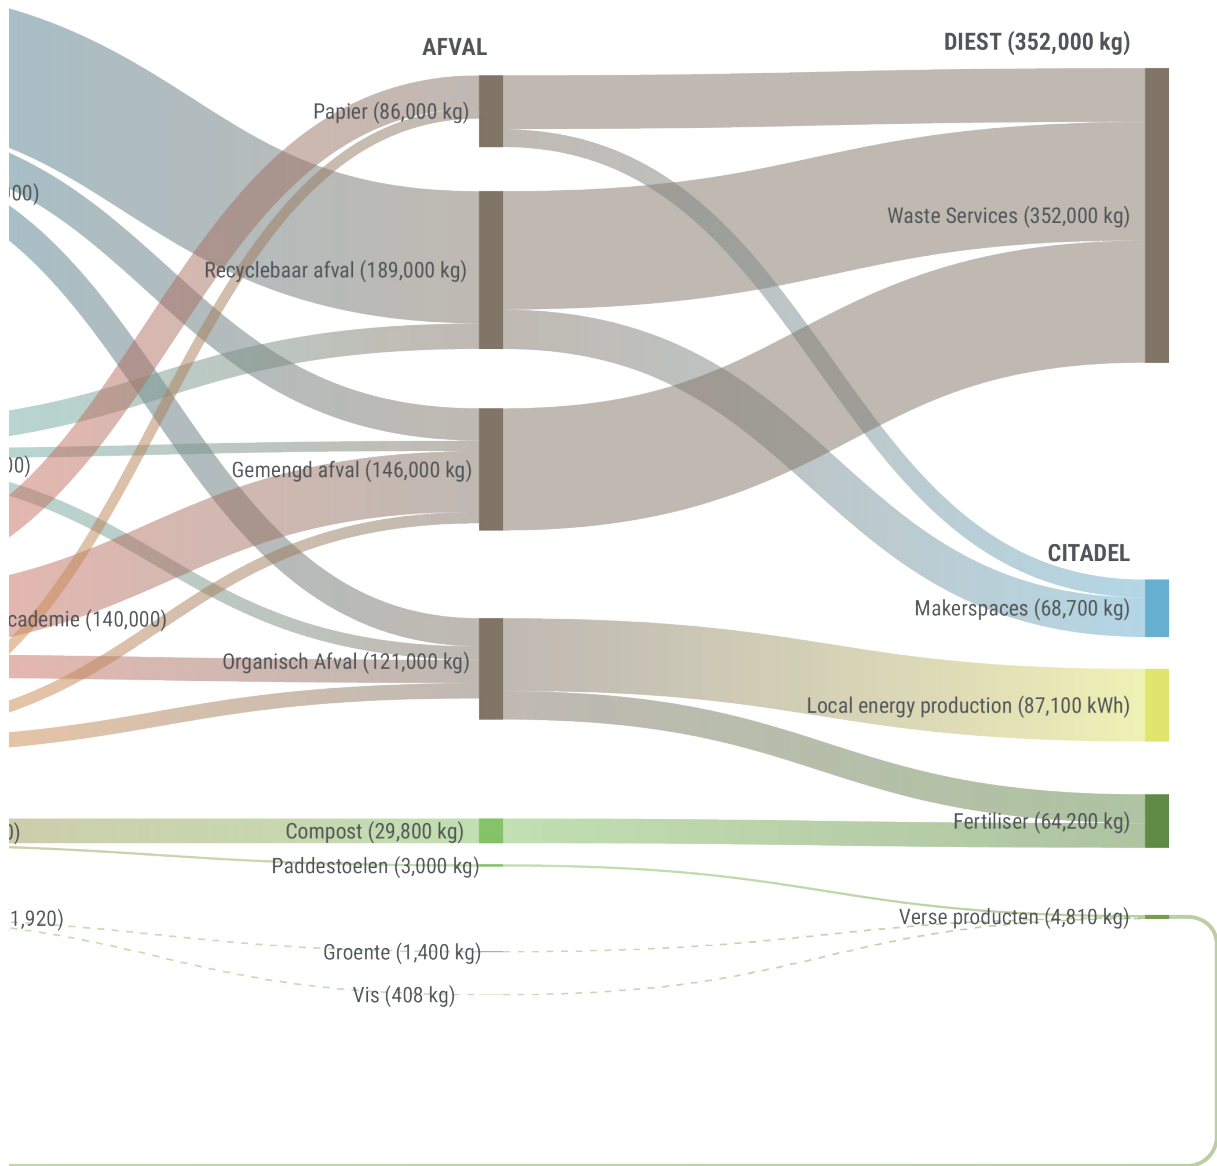 DIEST (352,000 kg)
AFVAL
Papier (86,000 kg)
00)
Waste Services (352,000 kg)
Recyclebaar afval (189,000 kg)
00)
Gemengd afval (146,000 kg)
CITADEL
Makerspaces (68,700 kg)
cademie (140,000)
Organisch Afval (121,000 kg)
Local energy production (87,100 kWh)
Fertiliser (64,200 kg)
0)
Compost (29,800 kg)
Paddestoelen (3,000 kg)
1,920)
Verse producten (4,810 kg)
Groente (1,400 kg)
Vis (408 kg)